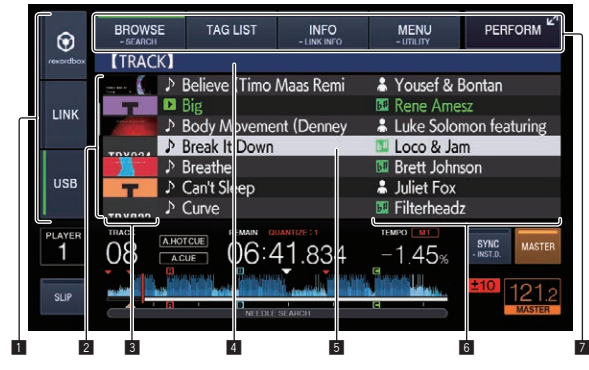 BROWSE TAG LIST INFO MENU PERFORM
- SEARCH - LINK INFO - UTILITY
rekordbox
【TRACK】
Believe (Timo Maas Remi Yousef & Bontan
Big Rene Amesz
LINK
Body Movement (Denney Luke Solomon featuring
Break It Down Loco & Jam
Breathe Brett Johnson
USB
Can't Sleep Juliet Fox
Curve Filterheadz
PLAYER TRACK REMAIN QUANTIZE : 1 TEMPO MT
1 08 A.HOT CUE 06:41.834 -1.45% SYNC MASTER
A.CUE - INST.D.
SLIP ±10 121.2
MASTER
NEEDLE SEARCH
1 2 3 4 5 6 7